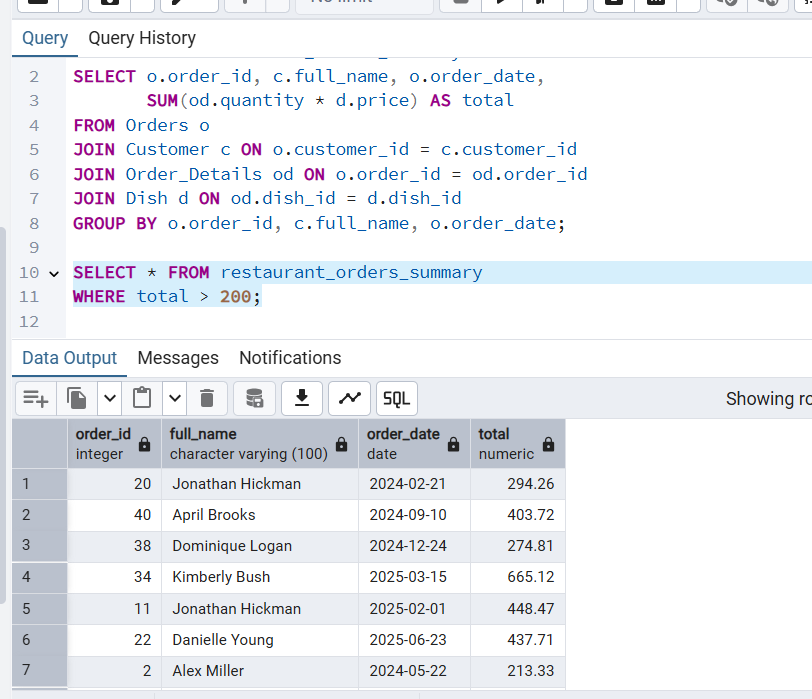 Query Query History
2 SELECT o.order_id, c.full_name, o.order_date,
3 SUM(od.quantity * d.price) AS total
4 FROM Orders o
5 JOIN Customer c ON o.customer_id = c.customer_id
6 JOIN Order_Details od ON o.order_id = od.order_id
7 JOIN Dish d ON od.dish_id = d.dish_id
8 GROUP BY o.order_id, c.full_name, o.order_date;
9
10 SELECT * FROM restaurant_orders_summary
11 WHERE total > 200;
12
Data Output Messages Notifications
SQL Showing
order_id full_name order_date total
integer character varying (100) date numeric
1 20 Jonathan Hickman 2024-02-21 294.26
2 40 April Brooks 2024-09-10 403.72
3 38 Dominique Logan 2024-12-24 274.81
4 34 Kimberly Bush 2025-03-15 665.12
5 11 Jonathan Hickman 2025-02-01 448.47
6 22 Danielle Young 2025-06-23 437.71
7 2 Alex Miller 2024-05-22 213.33